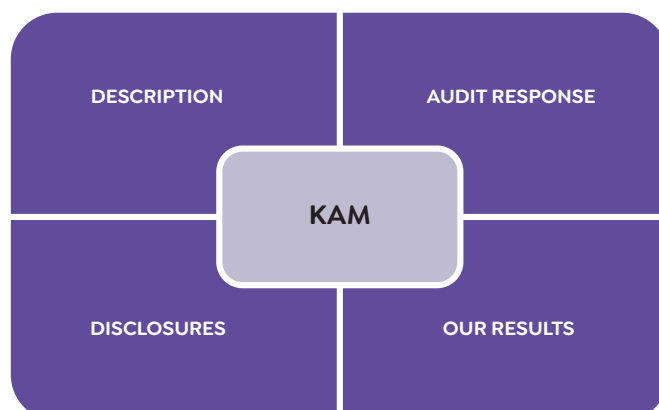 DESCRIPTION
AUDIT RESPONSE
KAM
DISCLOSURES
OUR RESULTS